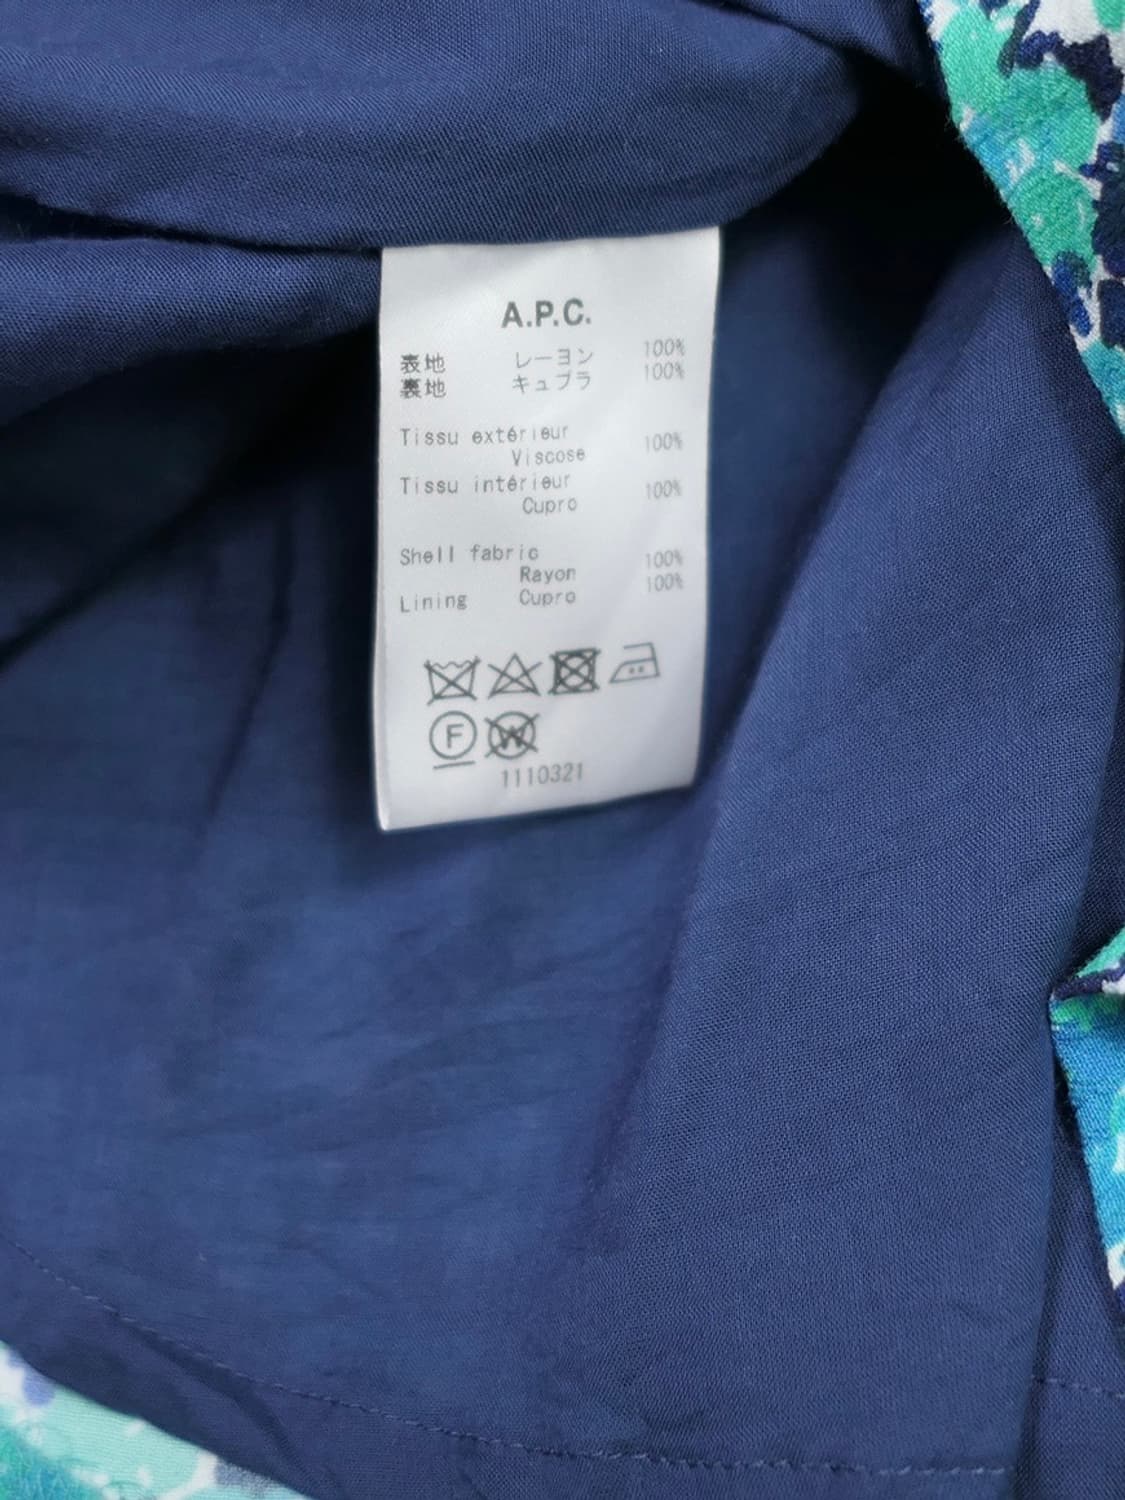 A.P.C.
表地 レーヨン 100%
裏地 キュプラ 100%
Tissu extérieur
Viscose 100%
Tissu intérieur
Cupro 100%
Shell fabric
Rayon 100%
Lining Cupro 100%
F W
1110321